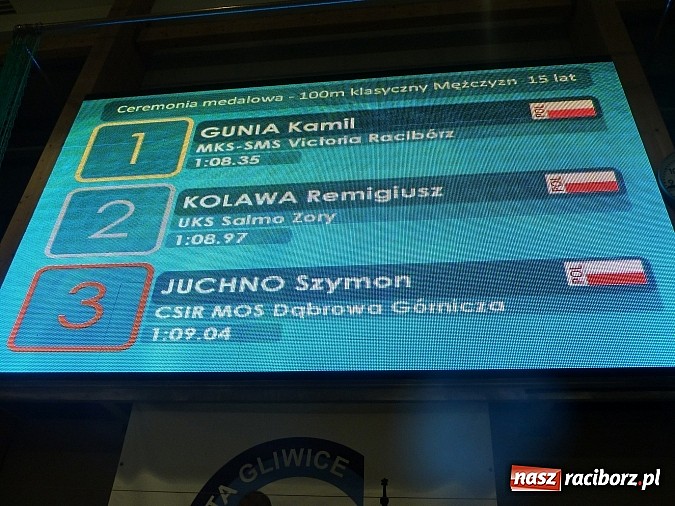 Ceremonia medalowa - 100m klasyczny Mężczyzn 15 lat
1
GUNIA Kamil
POL
MKS-SMS Victoria Racibórz
1:08.35
2
KOLAWA Remigiusz
POL
UKS Salmo Żory
1:08.97
3
JUCHNO Szymon
POL
CSIR MOS Dąbrowa Górnicza
1:09.04
TA GLIWICE
nasz raciborz.pl